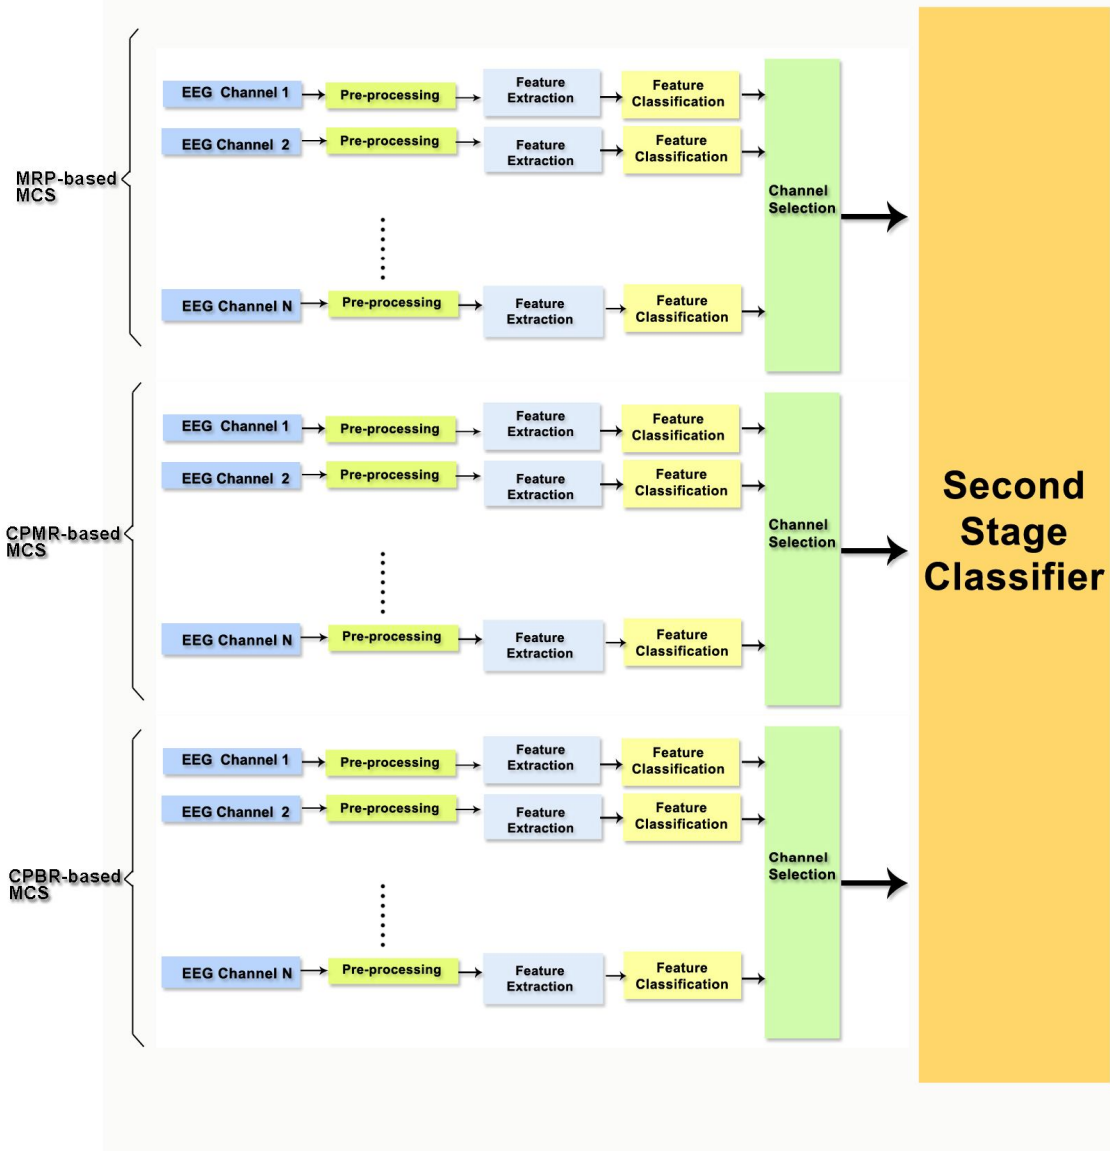 EEG Channel 1
Pre-processing
Feature
Extraction
Feature
Classification
EEG Channel 2
Pre-processing
Feature
Extraction
Feature
Classification
MRP-based
MCS
Channel
Selection
EEG Channel N
Pre-processing
Feature
Extraction
Feature
Classification
EEG Channel 1
Pre-processing
Feature
Extraction
Feature
Classification
EEG Channel 2
Pre-processing
Feature
Extraction
Feature
Classification
CPMR-based
MCS
Channel
Selection
EEG Channel N
Pre-processing
Feature
Extraction
Feature
Classification
EEG Channel 1
Pre-processing
Feature
Extraction
Feature
Classification
EEG Channel 2
Pre-processing
Feature
Extraction
Feature
Classification
CPBR-based
MCS
Channel
Selection
EEG Channel N
Pre-processing
Feature
Extraction
Feature
Classification
Second
Stage
Classifier